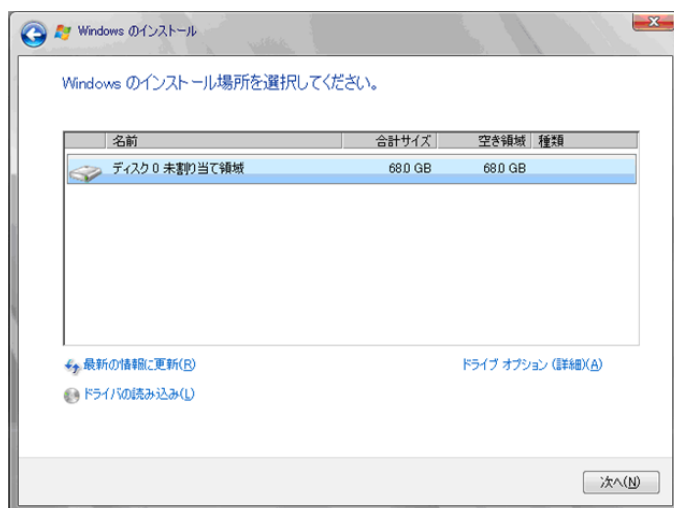 Windows のインストール
Windows のインストール場所を選択してください。
名前 合計サイズ 空き領域 種類
ディスク 0 未割り当て領域 68.0 GB 68.0 GB
最新の情報に更新(R) ドライブ オプション (詳細)(A)
ドライバの読み込み(L)
次へ(N)